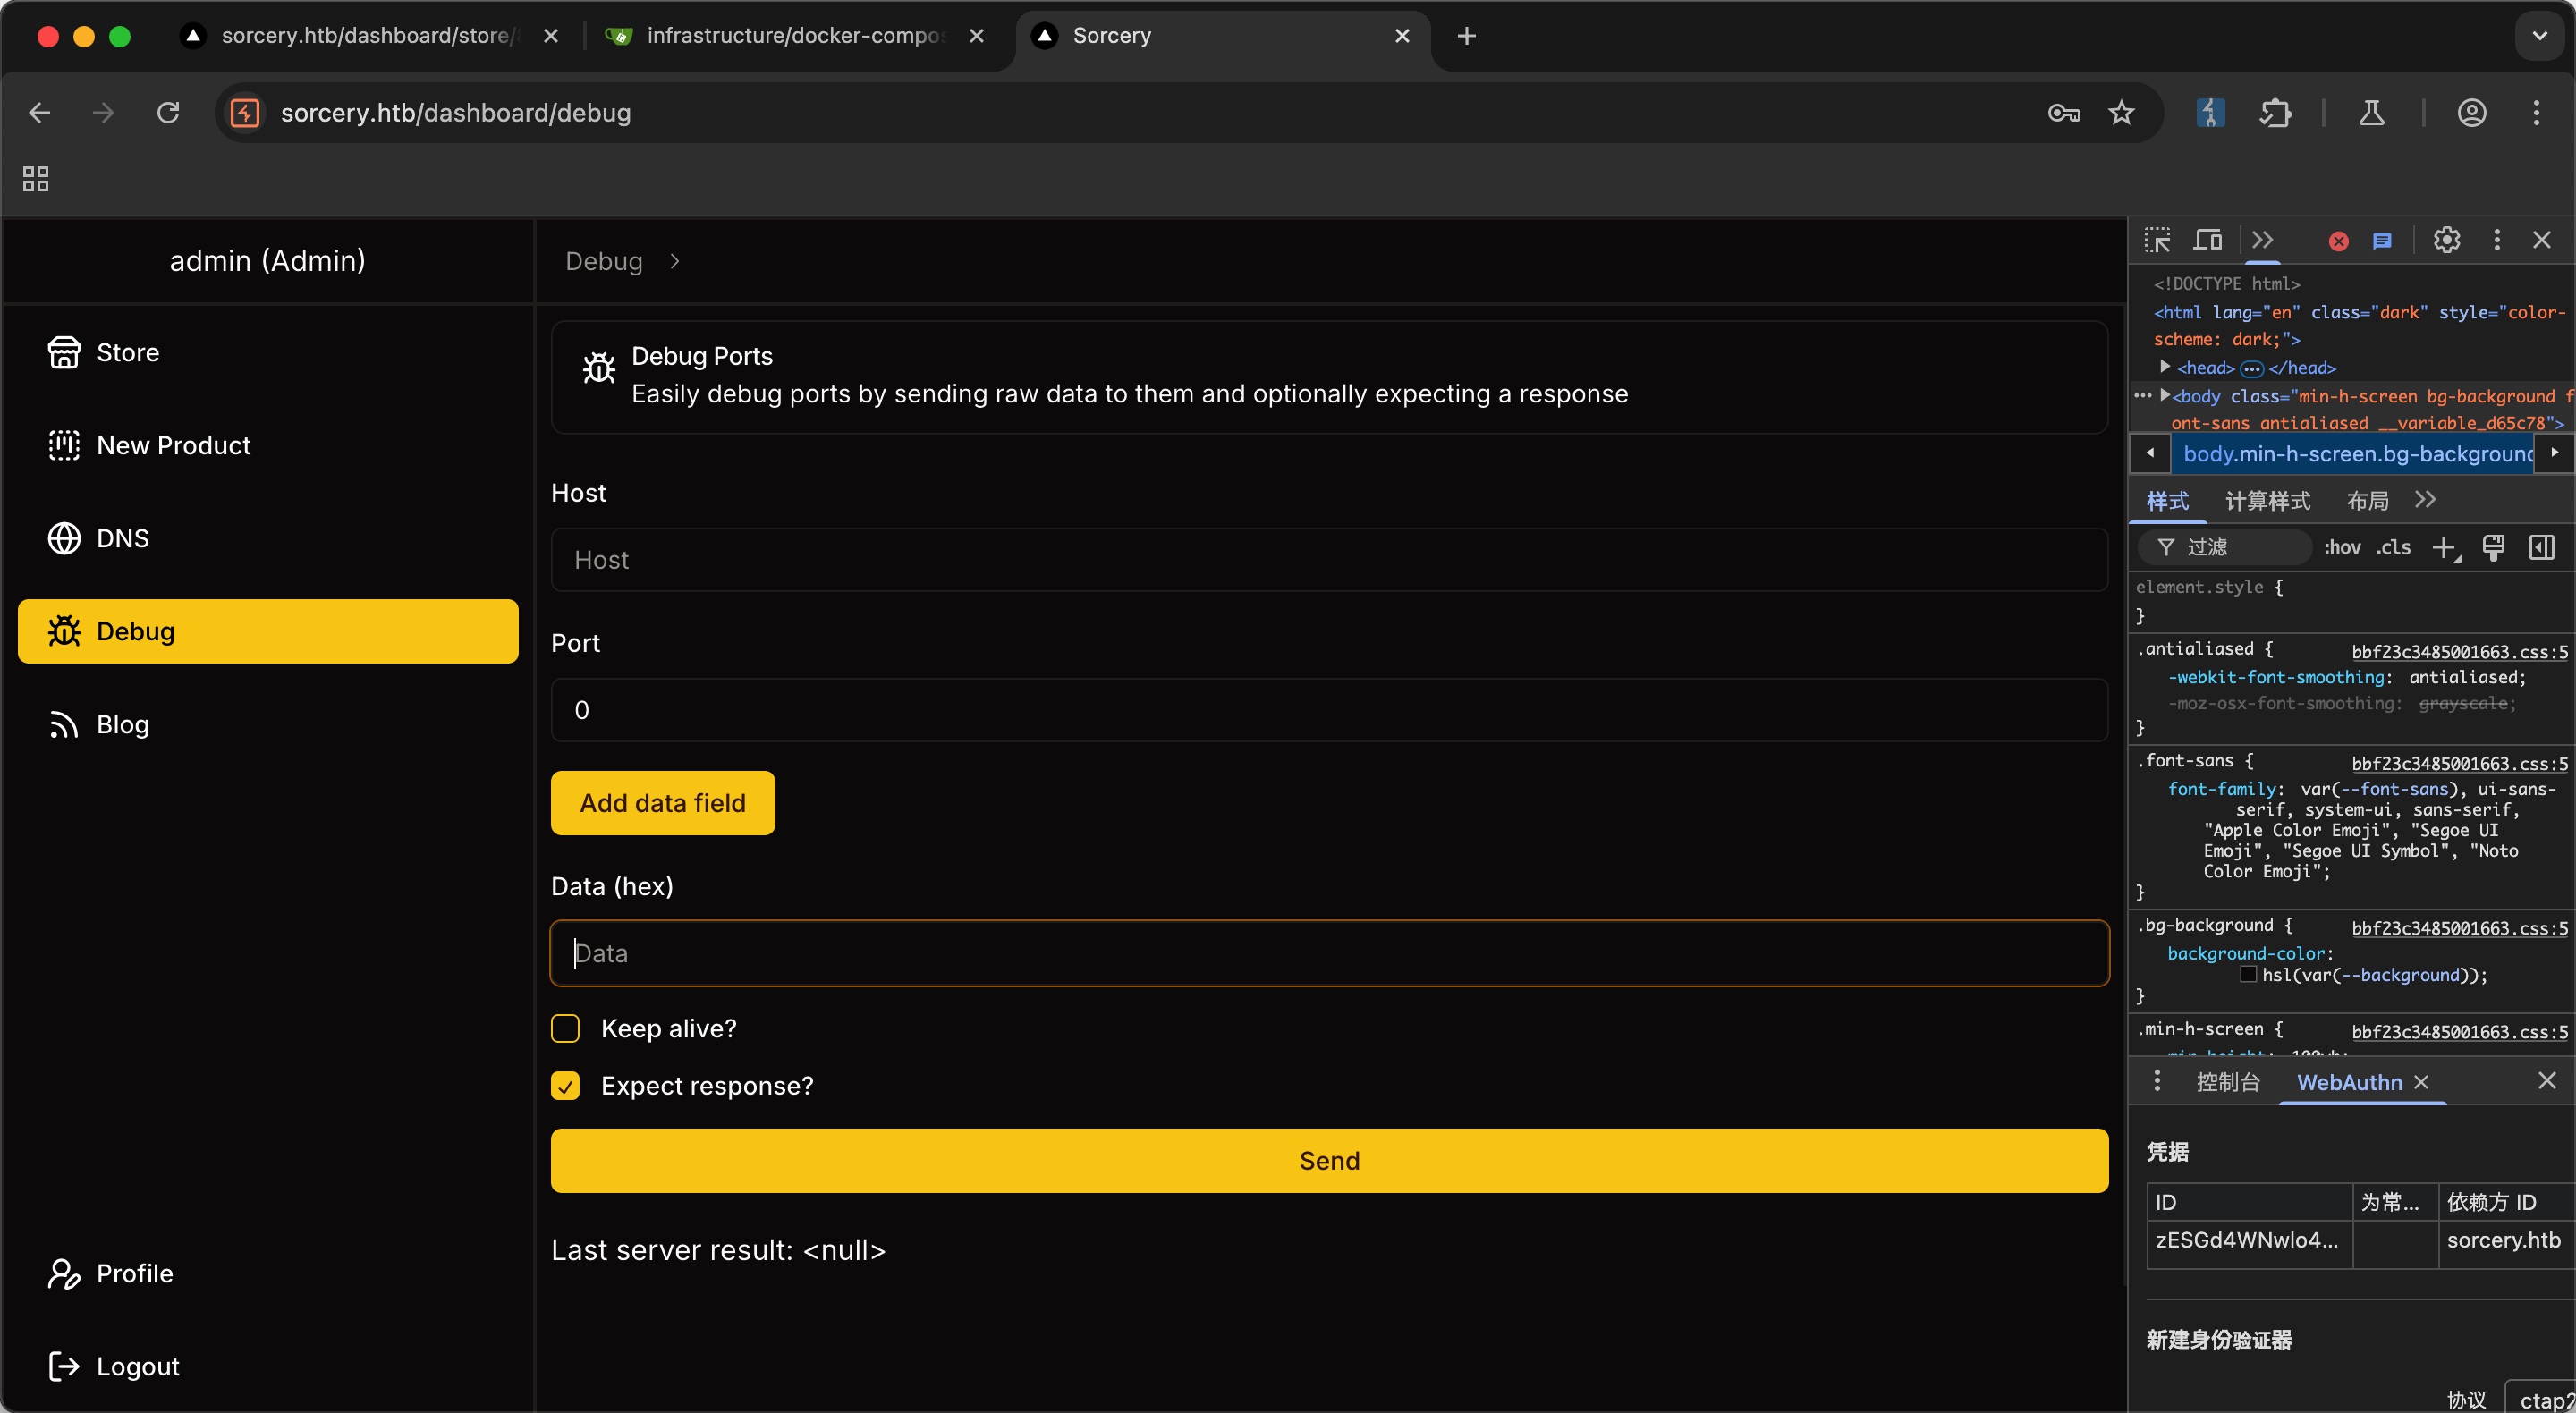 sorcery.htb/dashboard/store/
infrastructure/docker-compos
Sorcery
sorcery.htb/dashboard/debug
admin (Admin)
Store
New Product
DNS
Debug
Blog
Profile
Logout
Debug
Debug Ports
Easily debug ports by sending raw data to them and optionally expecting a response
Host
Host
Port
0
Add data field
Data (hex)
Data
Keep alive?
Expect response?
Send
Last server result: <null>
<!DOCTYPE html>
<html lang="en" class="dark" style="color-
scheme: dark;">
<head> </head>
<body class="min-h-screen bg-background f
ont-sans antialiased __variable_d65c78">
body.min-h-screen.bg-background
样式 计算样式 布局
过滤 :hov .cls
element.style {
}
.antialiased { bbf23c3485001663.css:5
-webkit-font-smoothing: antialiased;
-moz-osx-font-smoothing: grayscale;
}
.font-sans { bbf23c3485001663.css:5
font-family: var(--font-sans), ui-sans-
serif, system-ui, sans-serif,
"Apple Color Emoji", "Segoe UI
Emoji", "Segoe UI Symbol", "Noto
Color Emoji";
}
.bg-background { bbf23c3485001663.css:5
background-color:
hsl(var(--background));
}
.min-h-screen { bbf23c3485001663.css:5
min-height: 100vh;
控制台 WebAuthn
凭据
ID 为常... 依赖方 ID
zESGd4WNwlo4... sorcery.htb
新建身份验证器
协议 ctap2